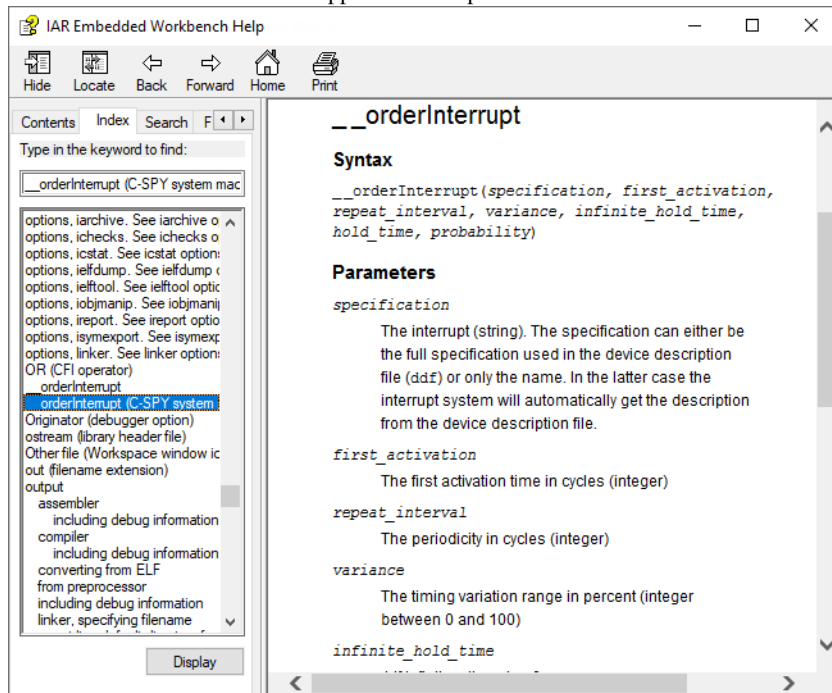 IAR Embedded Workbench Help
Hide Locate Back Forward Home Print
Contents Index Search F
Type in the keyword to find:
__orderInterrupt (C-SPY system mac
options, iarchive. See iarchive o
options, ichecks. See ichecks o
options, icstat. See icstat option
options, ielfdump. See ielfdump
options, ielftool. See ielftool optic
options, iobjmanip. See iobjmanip
options, ireport. See ireport optio
options, isymexport. See isymexp
options, linker. See linker option
OR (CFI operator)
__orderInterrupt
__orderInterrupt (C-SPY system
Originator (debugger option)
ostream (library header file)
Other file (Workspace window ic
out (filename extension)
output
assembler
including debug information
compiler
including debug information
converting from ELF
from preprocessor
including debug information
linker, specifying filename
Display
__orderInterrupt
Syntax
__orderInterrupt(specification, first_activation,
repeat_interval, variance, infinite_hold_time,
hold_time, probability)
Parameters
specification
The interrupt (string). The specification can either be
the full specification used in the device description
file (ddf) or only the name. In the latter case the
interrupt system will automatically get the description
from the device description file.
first_activation
The first activation time in cycles (integer)
repeat_interval
The periodicity in cycles (integer)
variance
The timing variation range in percent (integer
between 0 and 100)
infinite_hold_time